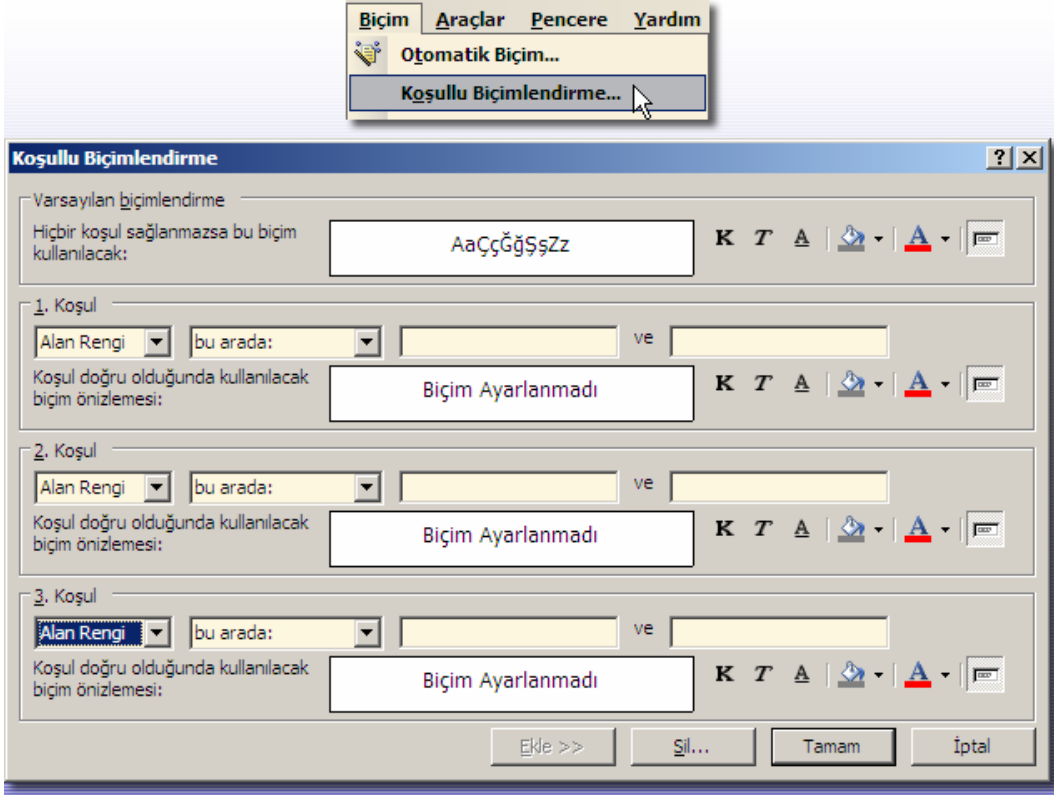 Biçim Araçlar Pencere Yardım
Otomatik Biçim...
Koşullu Biçimlendirme...
Koşullu Biçimlendirme
Varsayılan biçimlendirme
Hiçbir koşul sağlanmazsa bu biçim
kullanılacak:
AaÇçĞğŞşZz
K T A A
1. Koşul
Alan Rengi bu arada: ve
Koşul doğru olduğunda kullanılacak
biçim önizlemesi:
Biçim Ayarlanmadı
K T A A
2. Koşul
Alan Rengi bu arada: ve
Koşul doğru olduğunda kullanılacak
biçim önizlemesi:
Biçim Ayarlanmadı
K T A A
3. Koşul
Alan Rengi bu arada: ve
Koşul doğru olduğunda kullanılacak
biçim önizlemesi:
Biçim Ayarlanmadı
K T A A
Ekle >> Sil... Tamam İptal